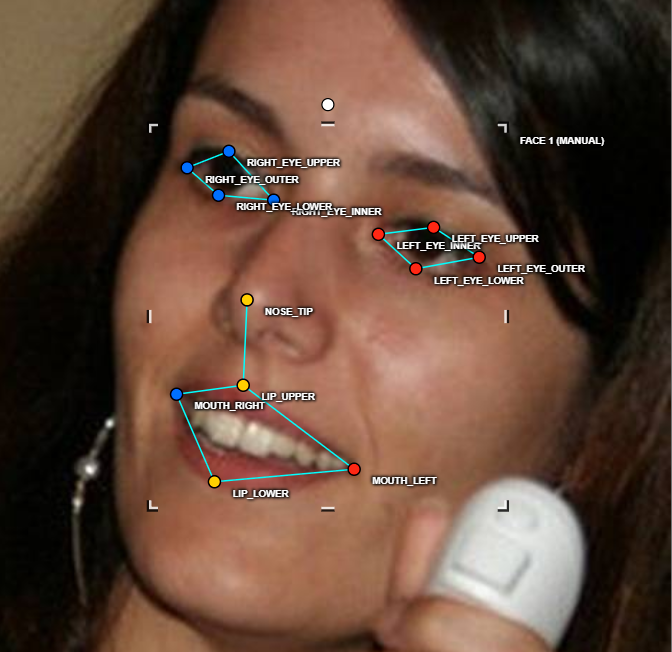 FACE 1 (MANUAL)
RIGHT_EYE_UPPER
RIGHT_EYE_OUTER
RIGHT_EYE_LOWER
RIGHT_EYE_INNER
LEFT_EYE_UPPER
LEFT_EYE_INNER
LEFT_EYE_OUTER
LEFT_EYE_LOWER
NOSE_TIP
LIP_UPPER
MOUTH_RIGHT
MOUTH_LEFT
LIP_LOWER